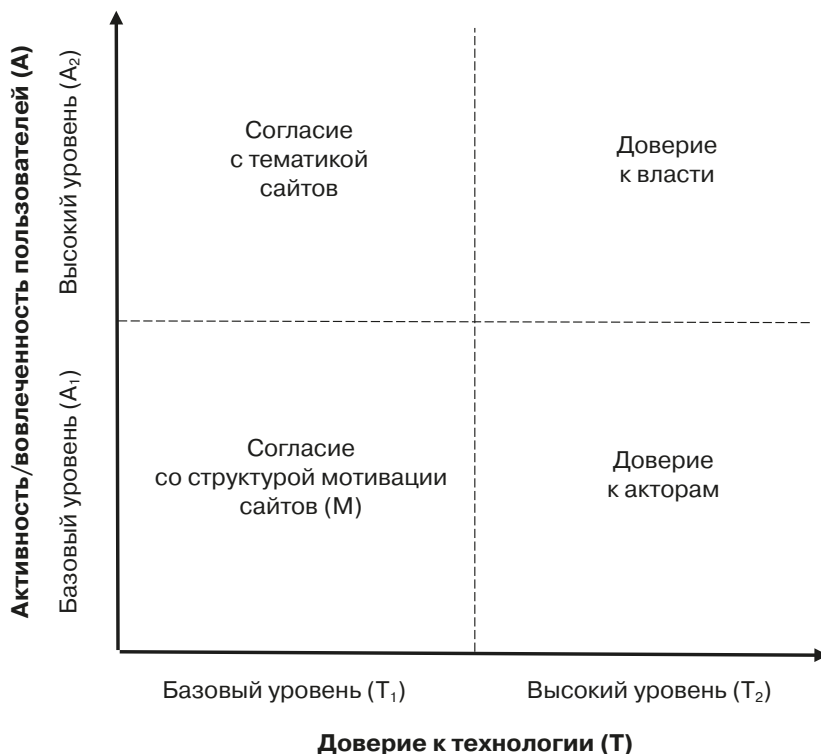 Активность/вовлеченность пользователей (А)
Высокий уровень (А₂)
Базовый уровень (А₁)
Согласие
с тематикой
сайтов
Доверие
к власти
Согласие
со структурой мотивации
сайтов (М)
Доверие
к акторам
Базовый уровень (Т₁)
Высокий уровень (Т₂)
Доверие к технологии (Т)